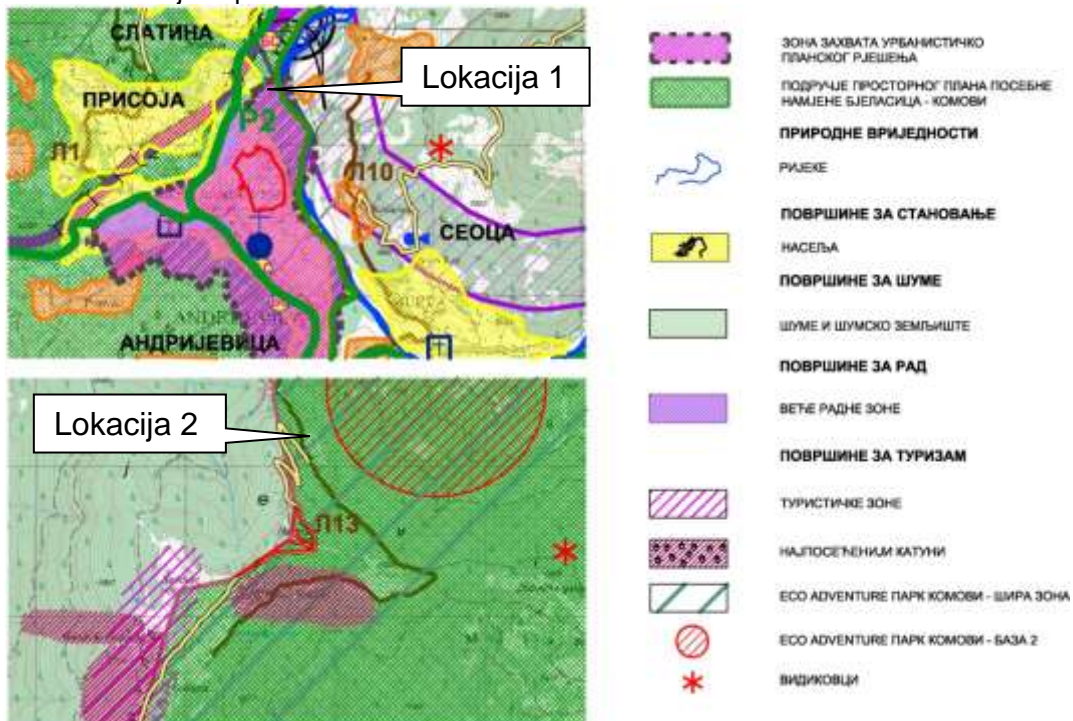 СЛАТИНА
Lokacija 1
ПРИСОЈА
Р2
Л1
Л10
СЕОЦА
АНДРИЈЕВИЦА
Lokacija 2
Л13
ЗОНА ЗАХВАТА УРБАНИСТИЧКО
ПЛАНСКОГ РЈЕШЕЊА
ПОДРУЧЈЕ ПРОСТОРНОГ ПЛАНА ПОСЕБНЕ
НАМЈЕНЕ БЈЕЛАСИЦА - КОМОВИ
ПРИРОДНЕ ВРИЈЕДНОСТИ
РИЈЕКЕ
ПОВРШИНЕ ЗА СТАНОВАЊЕ
НАСЕЉА
ПОВРШИНЕ ЗА ШУМЕ
ШУМЕ И ШУМСКО ЗЕМЉИШТЕ
ПОВРШИНЕ ЗА РАД
ВЕЋЕ РАДНЕ ЗОНЕ
ПОВРШИНЕ ЗА ТУРИЗАМ
ТУРИСТИЧКЕ ЗОНЕ
НАЈПОСЕЋЕНИЈИ КАТУНИ
ECO ADVENTURE ПАРК КОМОВИ - ШИРА ЗОНА
ECO ADVENTURE ПАРК КОМОВИ - БАЗА 2
ВИДИКОВЦИ